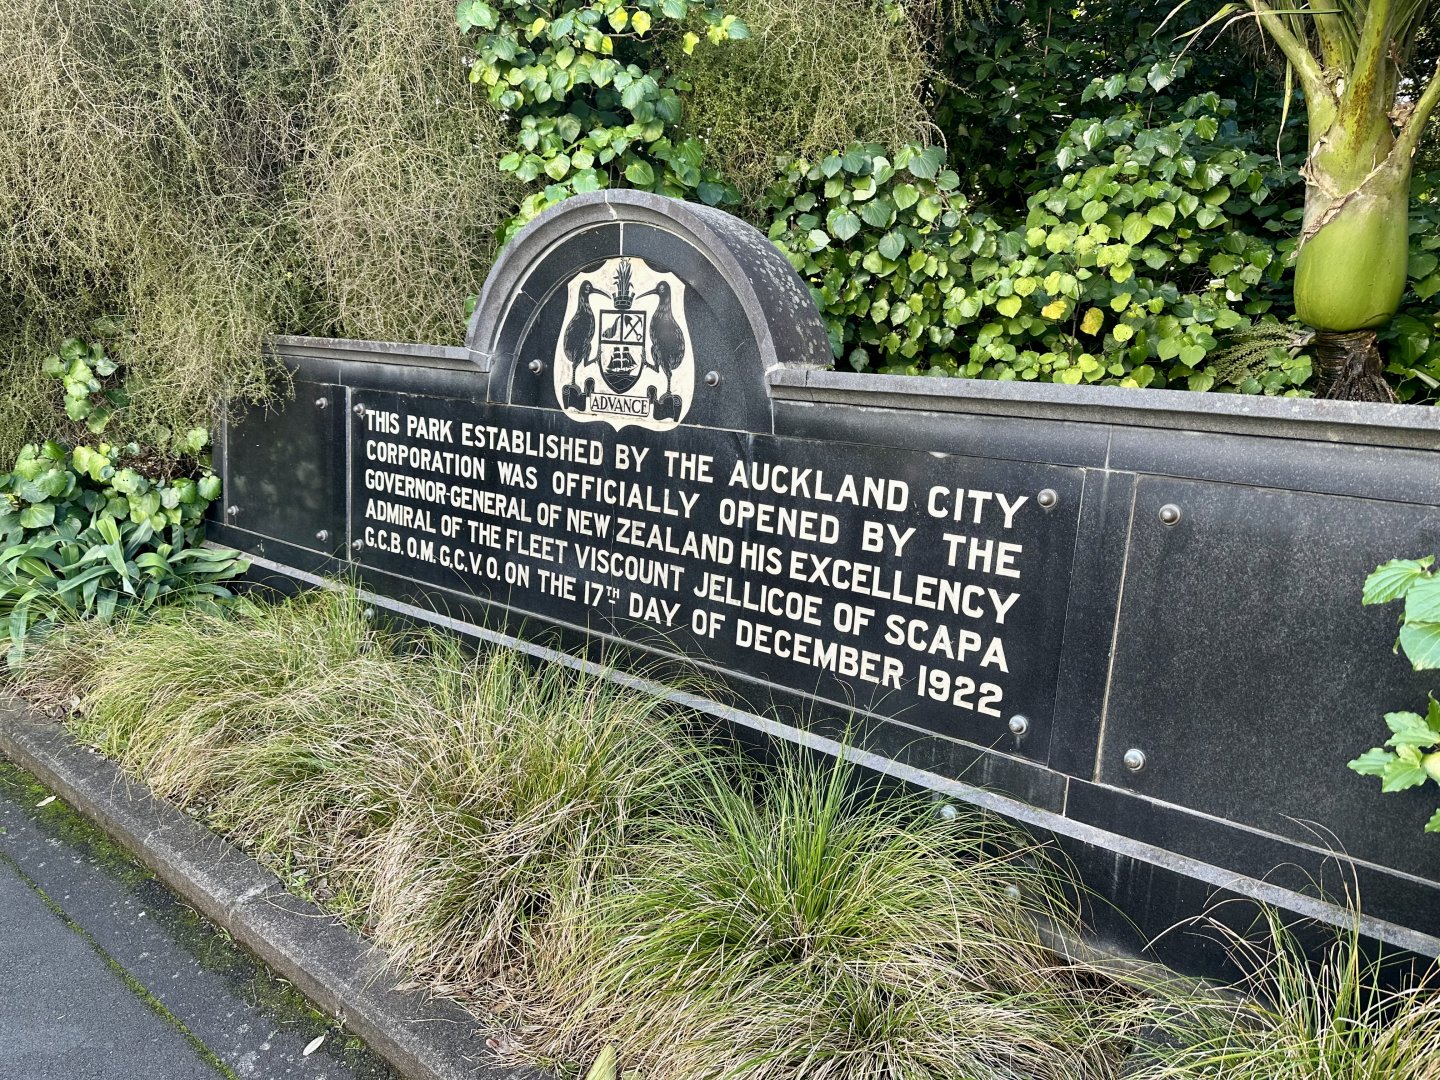 ADVANCE
THIS PARK ESTABLISHED BY THE AUCKLAND CITY
CORPORATION WAS OFFICIALLY OPENED BY THE
GOVERNOR-GENERAL OF NEW ZEALAND HIS EXCELLENCY
ADMIRAL OF THE FLEET VISCOUNT JELLICOE OF SCAPA
G.C.B. O.M. G.C.V.O. ON THE 17TH DAY OF DECEMBER 1922